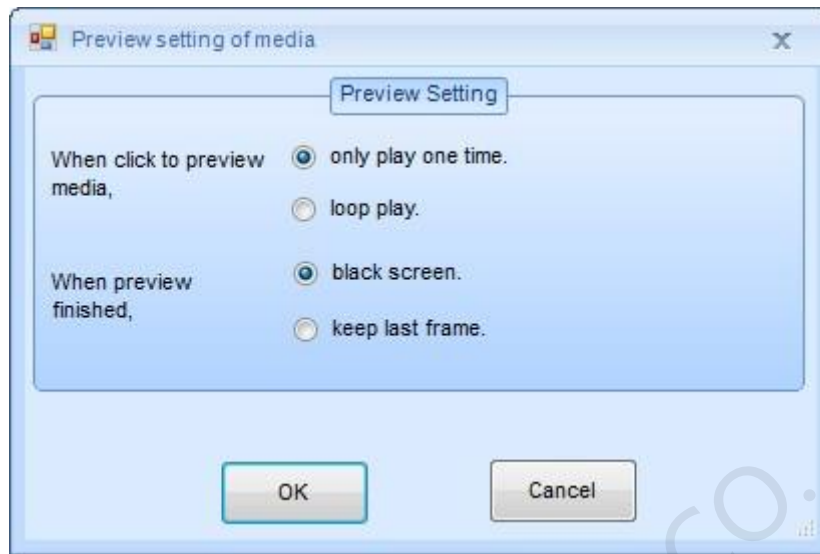 Preview setting of media
Preview Setting
When click to preview
media,
only play one time.
loop play.
When preview
finished,
black screen.
keep last frame.
OK
Cancel